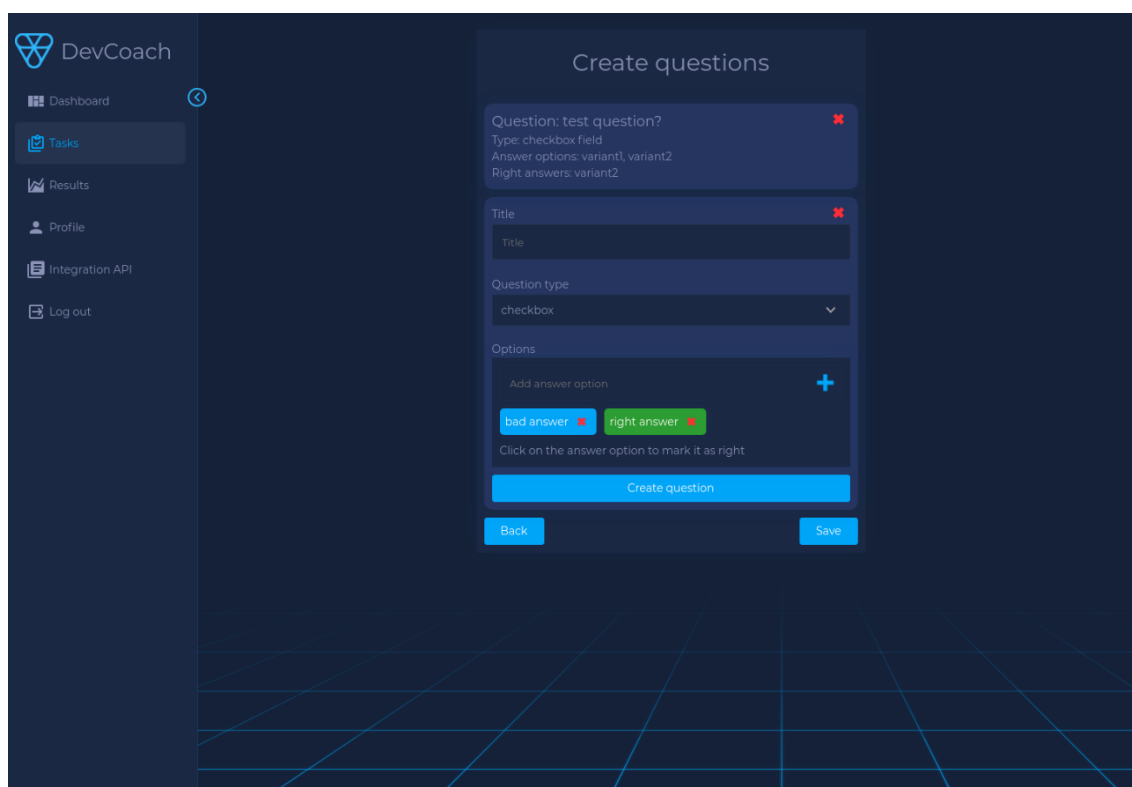 DevCoach
Dashboard
Tasks
Results
Profile
Integration API
Log out
Create questions
Question: test question?
Type: checkbox field
Answer options: variant1, variant2
Right answers: variant2
Title
Title
Question type
checkbox
Options
Add answer option
bad answer right answer
Click on the answer option to mark it as right
Create question
Back Save